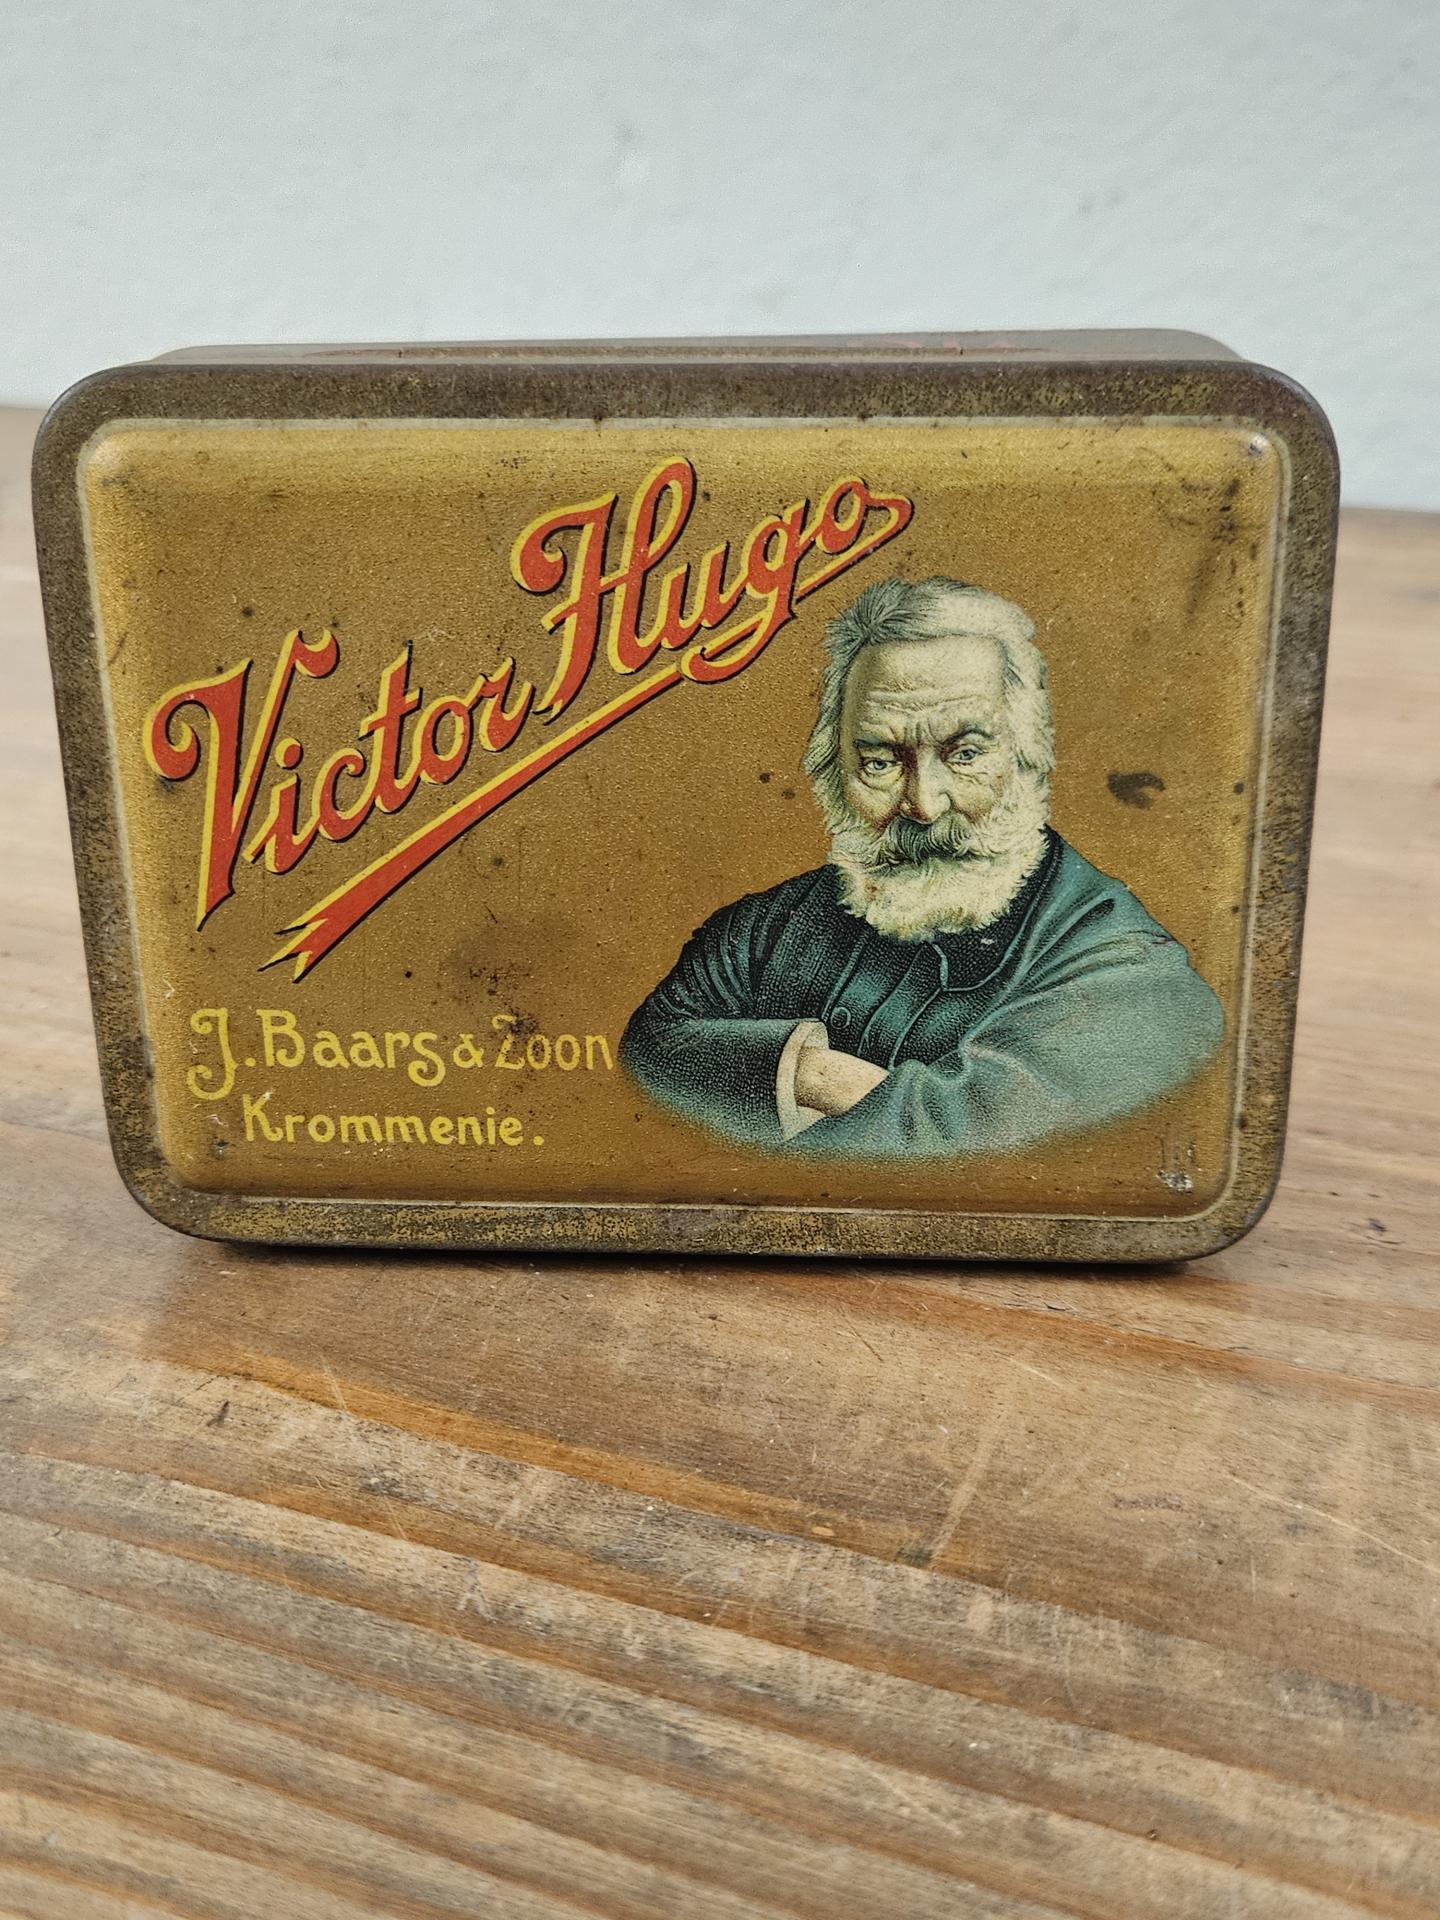 Victor Hugo
J. Baars & Zoon
Krommenie.